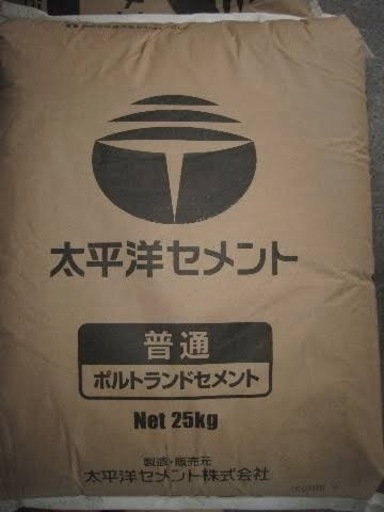 太平洋セメント
普通
ポルトランドセメント
Net 25kg
製造・販売元
太平洋セメント株式会社